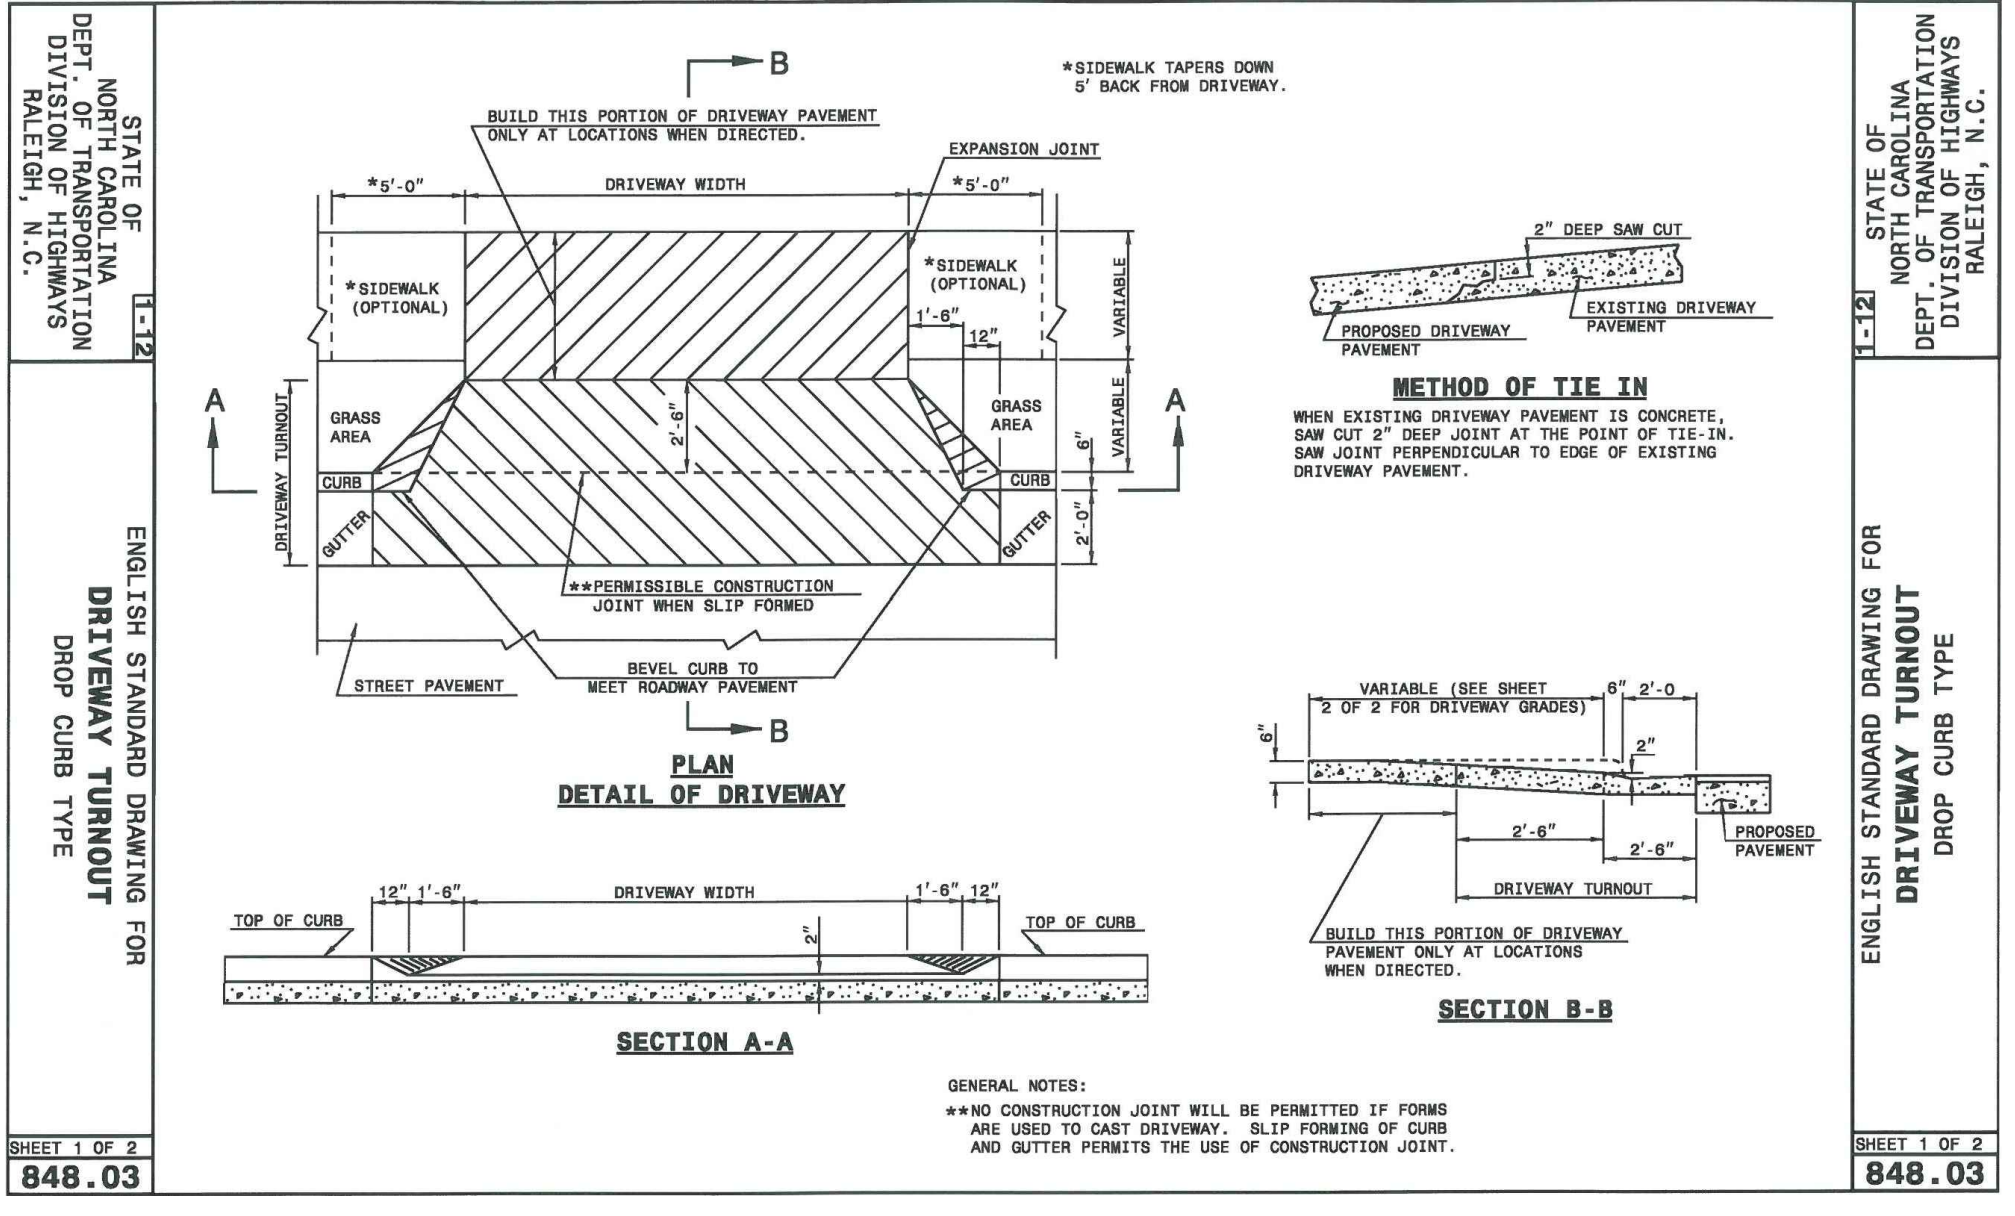 STATE OF
NORTH CAROLINA
DEPT. OF TRANSPORTATION
DIVISION OF HIGHWAYS
RALEIGH, N.C.
1-12
ENGLISH STANDARD DRAWING FOR
DRIVEWAY TURNOUT
DROP CURB TYPE
SHEET 1 OF 2
848.03
B
*SIDEWALK TAPERS DOWN
5' BACK FROM DRIVEWAY.
BUILD THIS PORTION OF DRIVEWAY PAVEMENT
ONLY AT LOCATIONS WHEN DIRECTED.
EXPANSION JOINT
*5'-0"
DRIVEWAY WIDTH
*5'-0"
*SIDEWALK
(OPTIONAL)
*SIDEWALK
(OPTIONAL)
1'-6"
12"
VARIABLE
VARIABLE
A
A
DRIVEWAY TURNOUT
GRASS
AREA
2'-6"
GRASS
AREA
6"
CURB
CURB
GUTTER
GUTTER
2'-0"
**PERMISSIBLE CONSTRUCTION
JOINT WHEN SLIP FORMED
BEVEL CURB TO
MEET ROADWAY PAVEMENT
STREET PAVEMENT
B
PLAN
DETAIL OF DRIVEWAY
12"
1'-6"
DRIVEWAY WIDTH
1'-6"
12"
TOP OF CURB
TOP OF CURB
2"
SECTION A-A
2" DEEP SAW CUT
EXISTING DRIVEWAY
PAVEMENT
PROPOSED DRIVEWAY
PAVEMENT
METHOD OF TIE IN
WHEN EXISTING DRIVEWAY PAVEMENT IS CONCRETE,
SAW CUT 2" DEEP JOINT AT THE POINT OF TIE-IN.
SAW JOINT PERPENDICULAR TO EDGE OF EXISTING
DRIVEWAY PAVEMENT.
VARIABLE (SEE SHEET
2 OF 2 FOR DRIVEWAY GRADES)
6"
2'-0
6"
2"
PROPOSED
PAVEMENT
2'-6"
2'-6"
DRIVEWAY TURNOUT
BUILD THIS PORTION OF DRIVEWAY
PAVEMENT ONLY AT LOCATIONS
WHEN DIRECTED.
SECTION B-B
GENERAL NOTES:
**NO CONSTRUCTION JOINT WILL BE PERMITTED IF FORMS
ARE USED TO CAST DRIVEWAY. SLIP FORMING OF CURB
AND GUTTER PERMITS THE USE OF CONSTRUCTION JOINT.
STATE OF
NORTH CAROLINA
DEPT. OF TRANSPORTATION
DIVISION OF HIGHWAYS
RALEIGH, N.C.
1-12
ENGLISH STANDARD DRAWING FOR
DRIVEWAY TURNOUT
DROP CURB TYPE
SHEET 1 OF 2
848.03